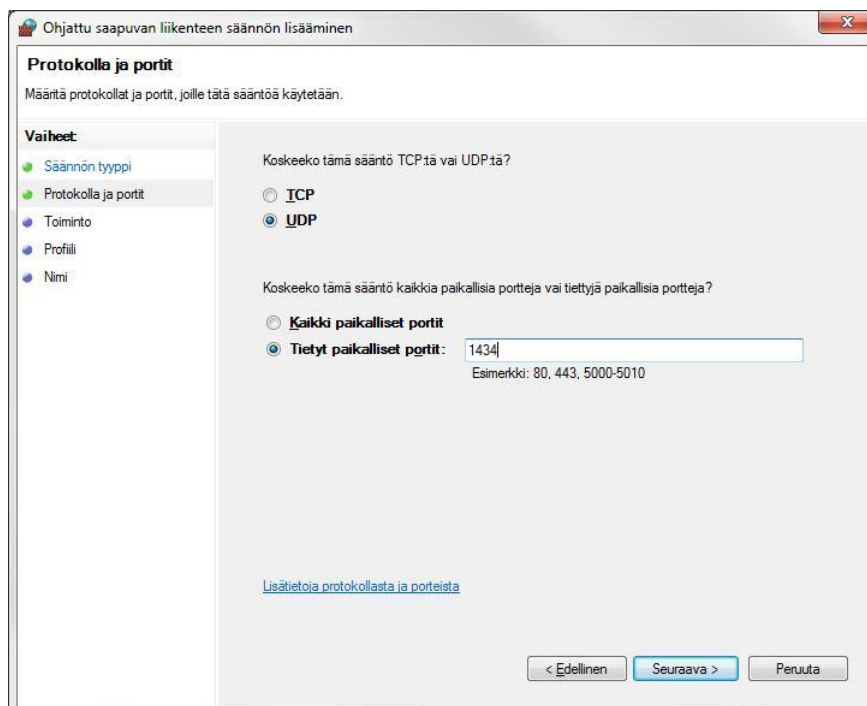 Ohjattu saapuvan liikenteen säännön lisääminen
Protokolla ja portit
Määritä protokollat ja portit, joille tätä sääntöä käytetään.
Vaiheet:
Säännön tyyppi
Protokolla ja portit
Toiminto
Profiili
Nimi
Koskeeko tämä sääntö TCP:tä vai UDP:tä?
TCP
UDP
Koskeeko tämä sääntö kaikkia paikallisia portteja vai tiettyjä paikallisia portteja?
Kaikki paikalliset portit
Tietyt paikalliset portit: 1434
Esimerkki: 80, 443, 5000-5010
Lisätietoja protokollasta ja porteista
< Edellinen Seuraava > Peruuta